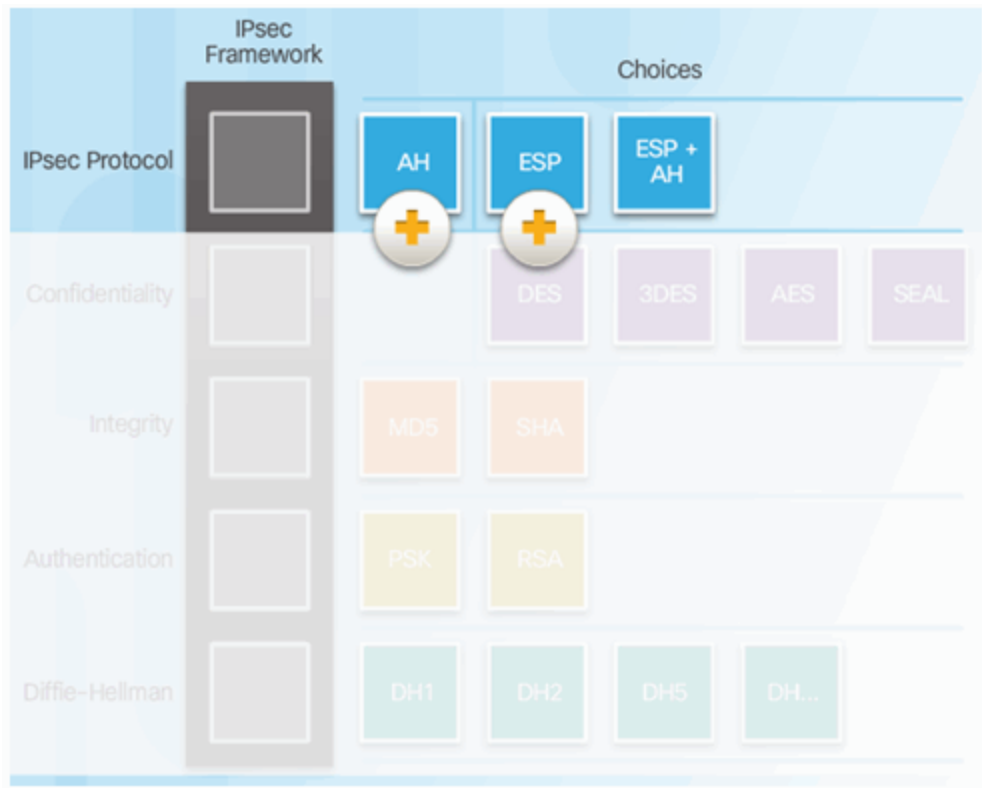 IPsec
Framework
Choices
IPsec Protocol
AH
ESP
ESP +
AH
Confidentiality
DES
3DES
AES
SEAL
Integrity
MD5
SHA
Authentication
PSK
RSA
Diffie-Hellman
DH1
DH2
DH5
DH...